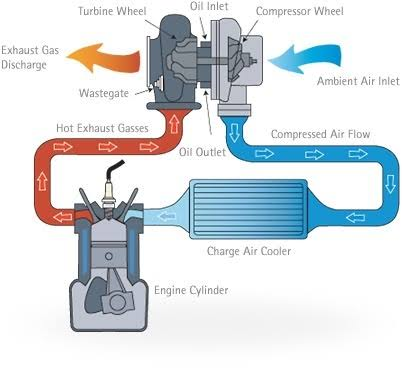 Turbine Wheel
Oil Inlet
Compressor Wheel
Exhaust Gas
Discharge
Wastegate
Ambient Air Inlet
Hot Exhaust Gasses
Oil Outlet
Compressed Air Flow
Charge Air Cooler
Engine Cylinder